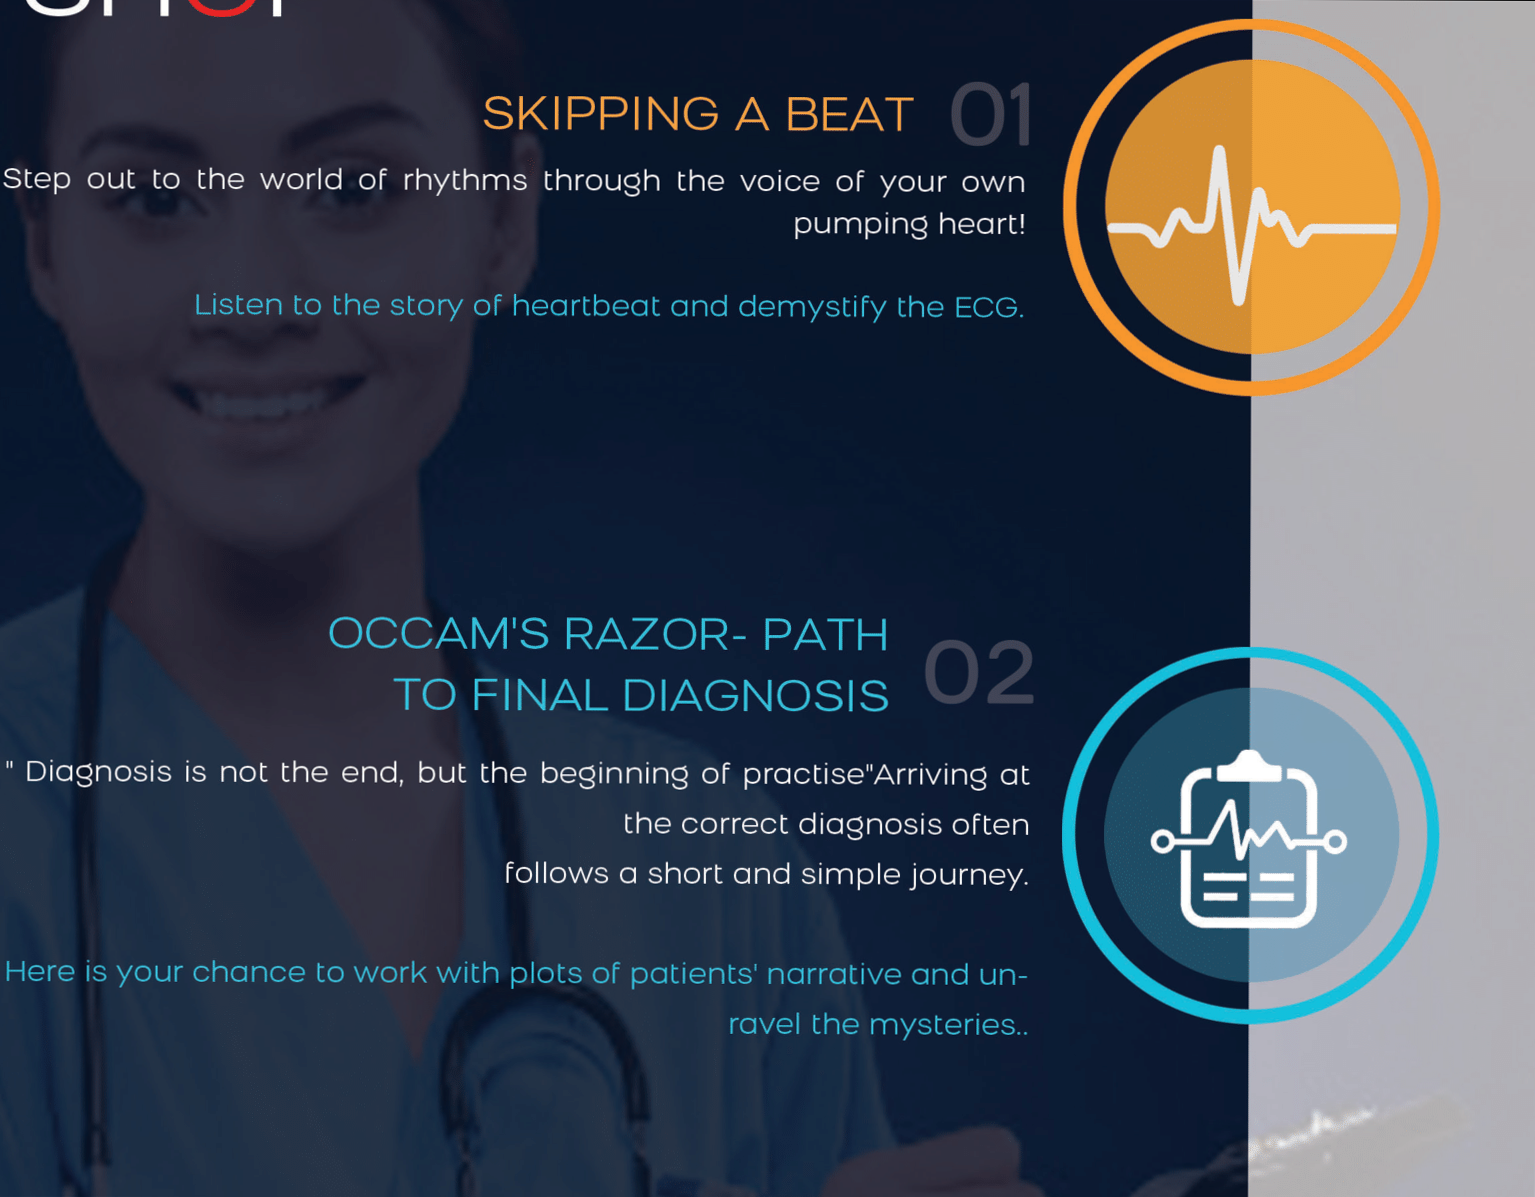 SKIPPING A BEAT 01
Step out to the world of rhythms through the voice of your own
pumping heart!
Listen to the story of heartbeat and demystify the ECG.
OCCAM'S RAZOR- PATH
TO FINAL DIAGNOSIS
02
" Diagnosis is not the end, but the beginning of practise"Arriving at
the correct diagnosis often
follows a short and simple journey.
Here is your chance to work with plots of patients' narrative and un-
ravel the mysteries..